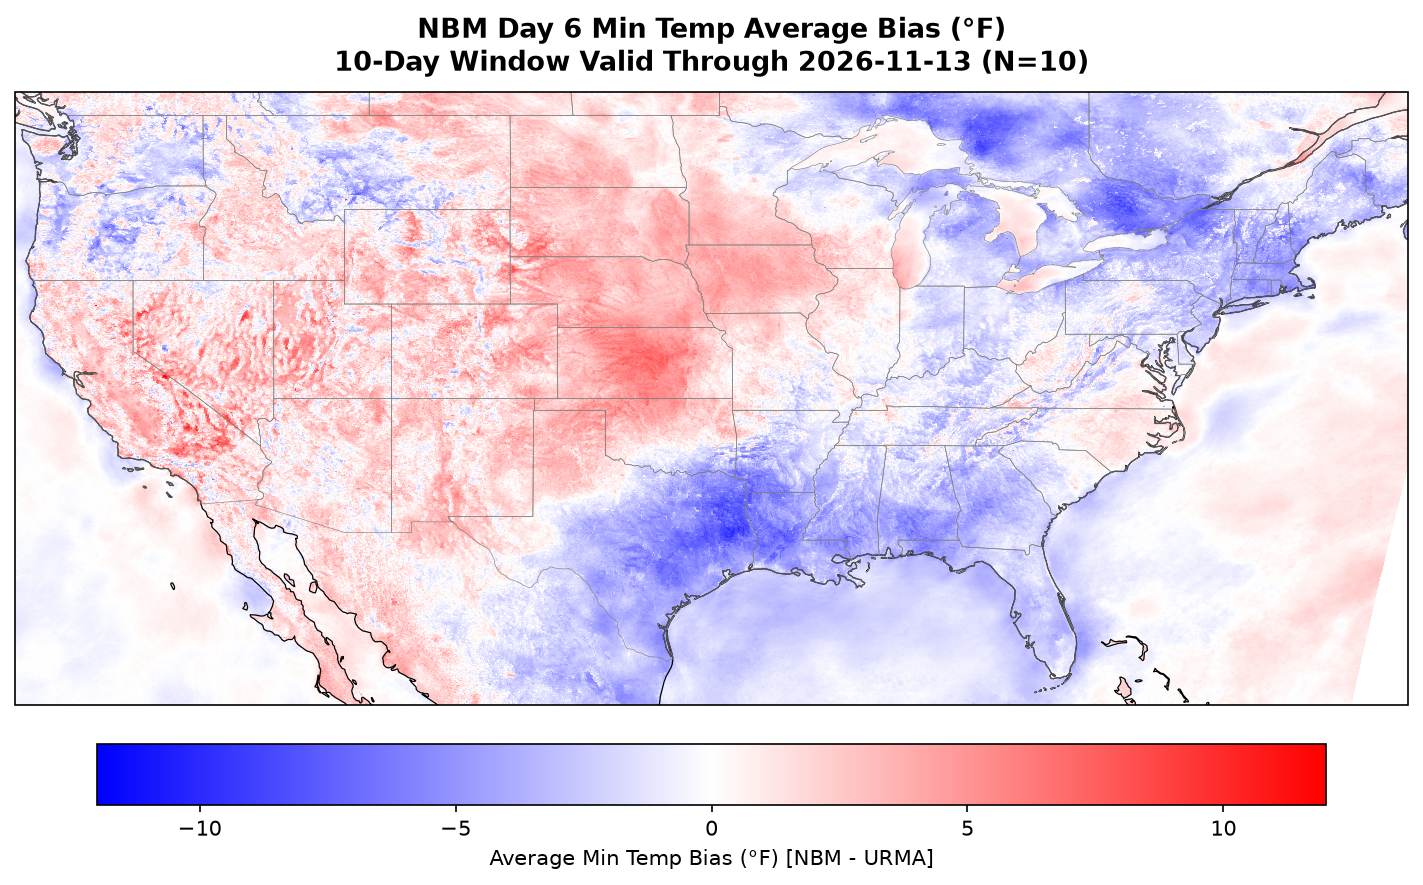 NBM Day 6 Min Temp Average Bias (°F)
10-Day Window Valid Through 2026-11-13 (N=10)
−10 −5 0 5 10
Average Min Temp Bias (°F) [NBM - URMA]